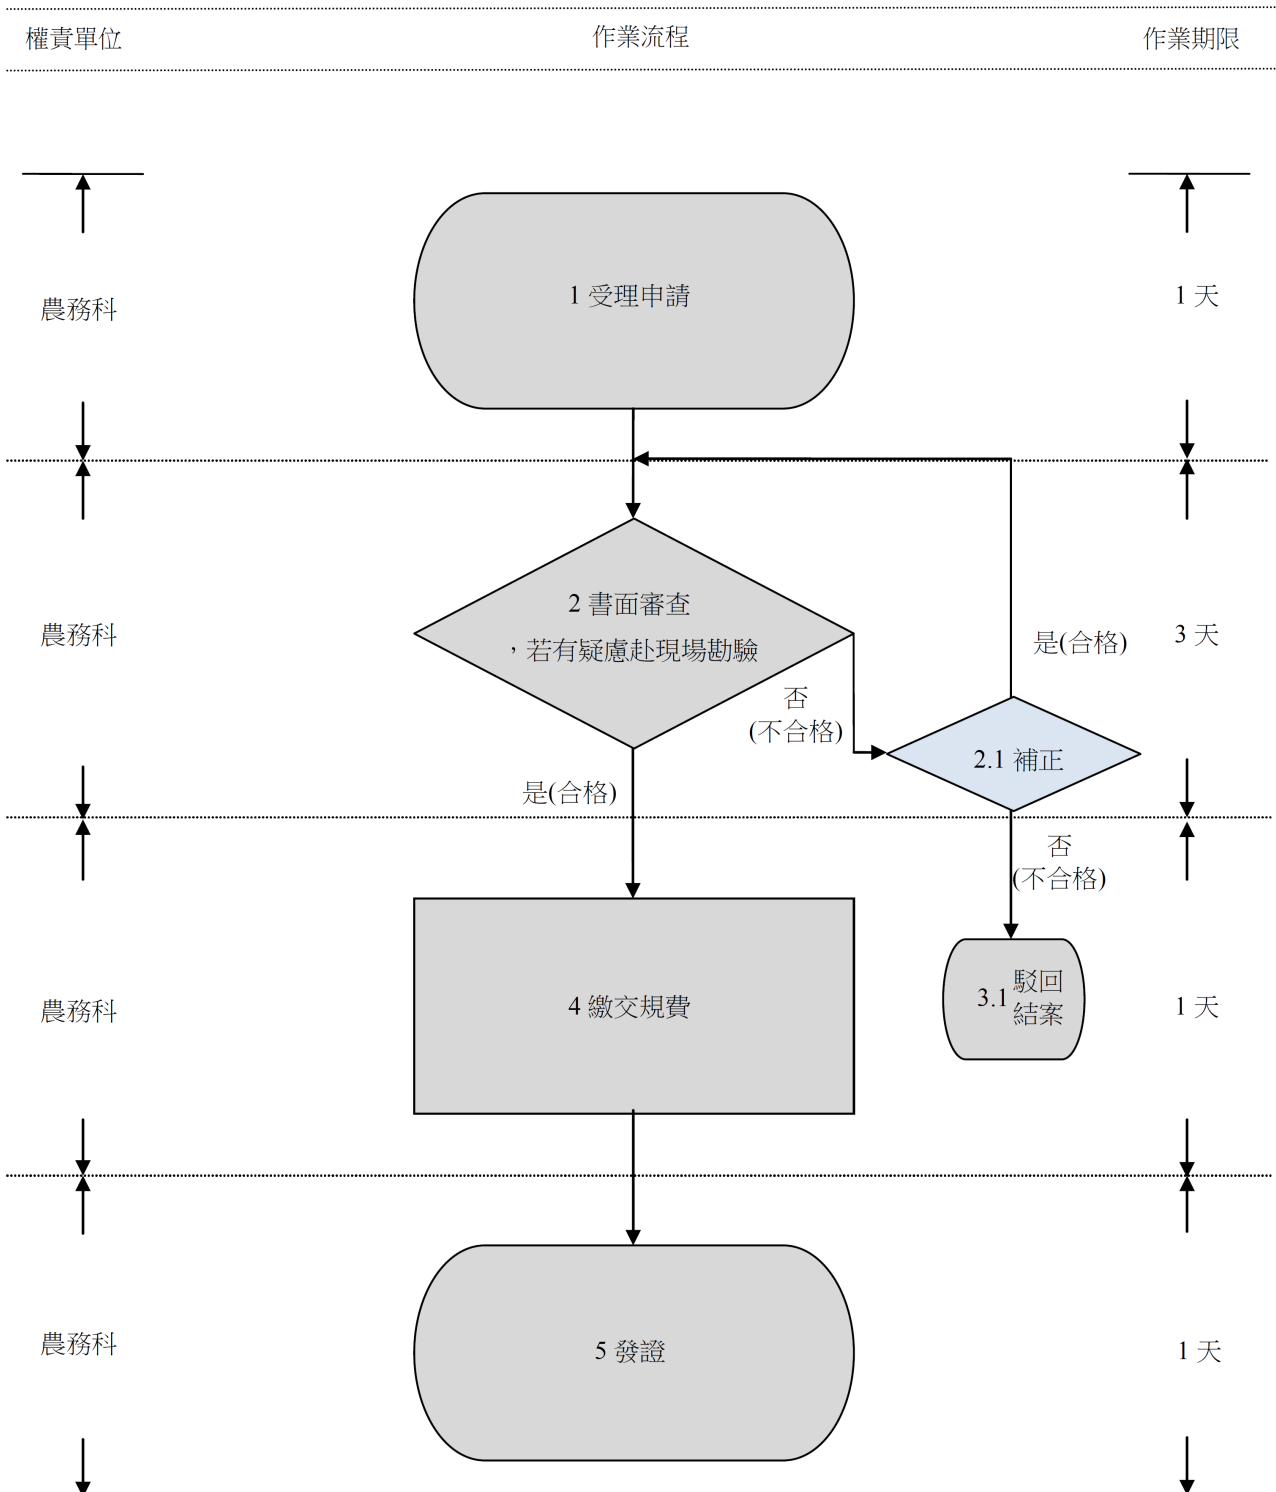 權責單位
作業流程
作業期限
農務科
1 受理申請
1 天
農務科
2 書面審查
，若有疑慮赴現場勘驗
是(合格)
3 天
否
(不合格)
2.1 補正
是(合格)
否
(不合格)
農務科
4 繳交規費
3.1
駁回
結案
1 天
農務科
5 發證
1 天